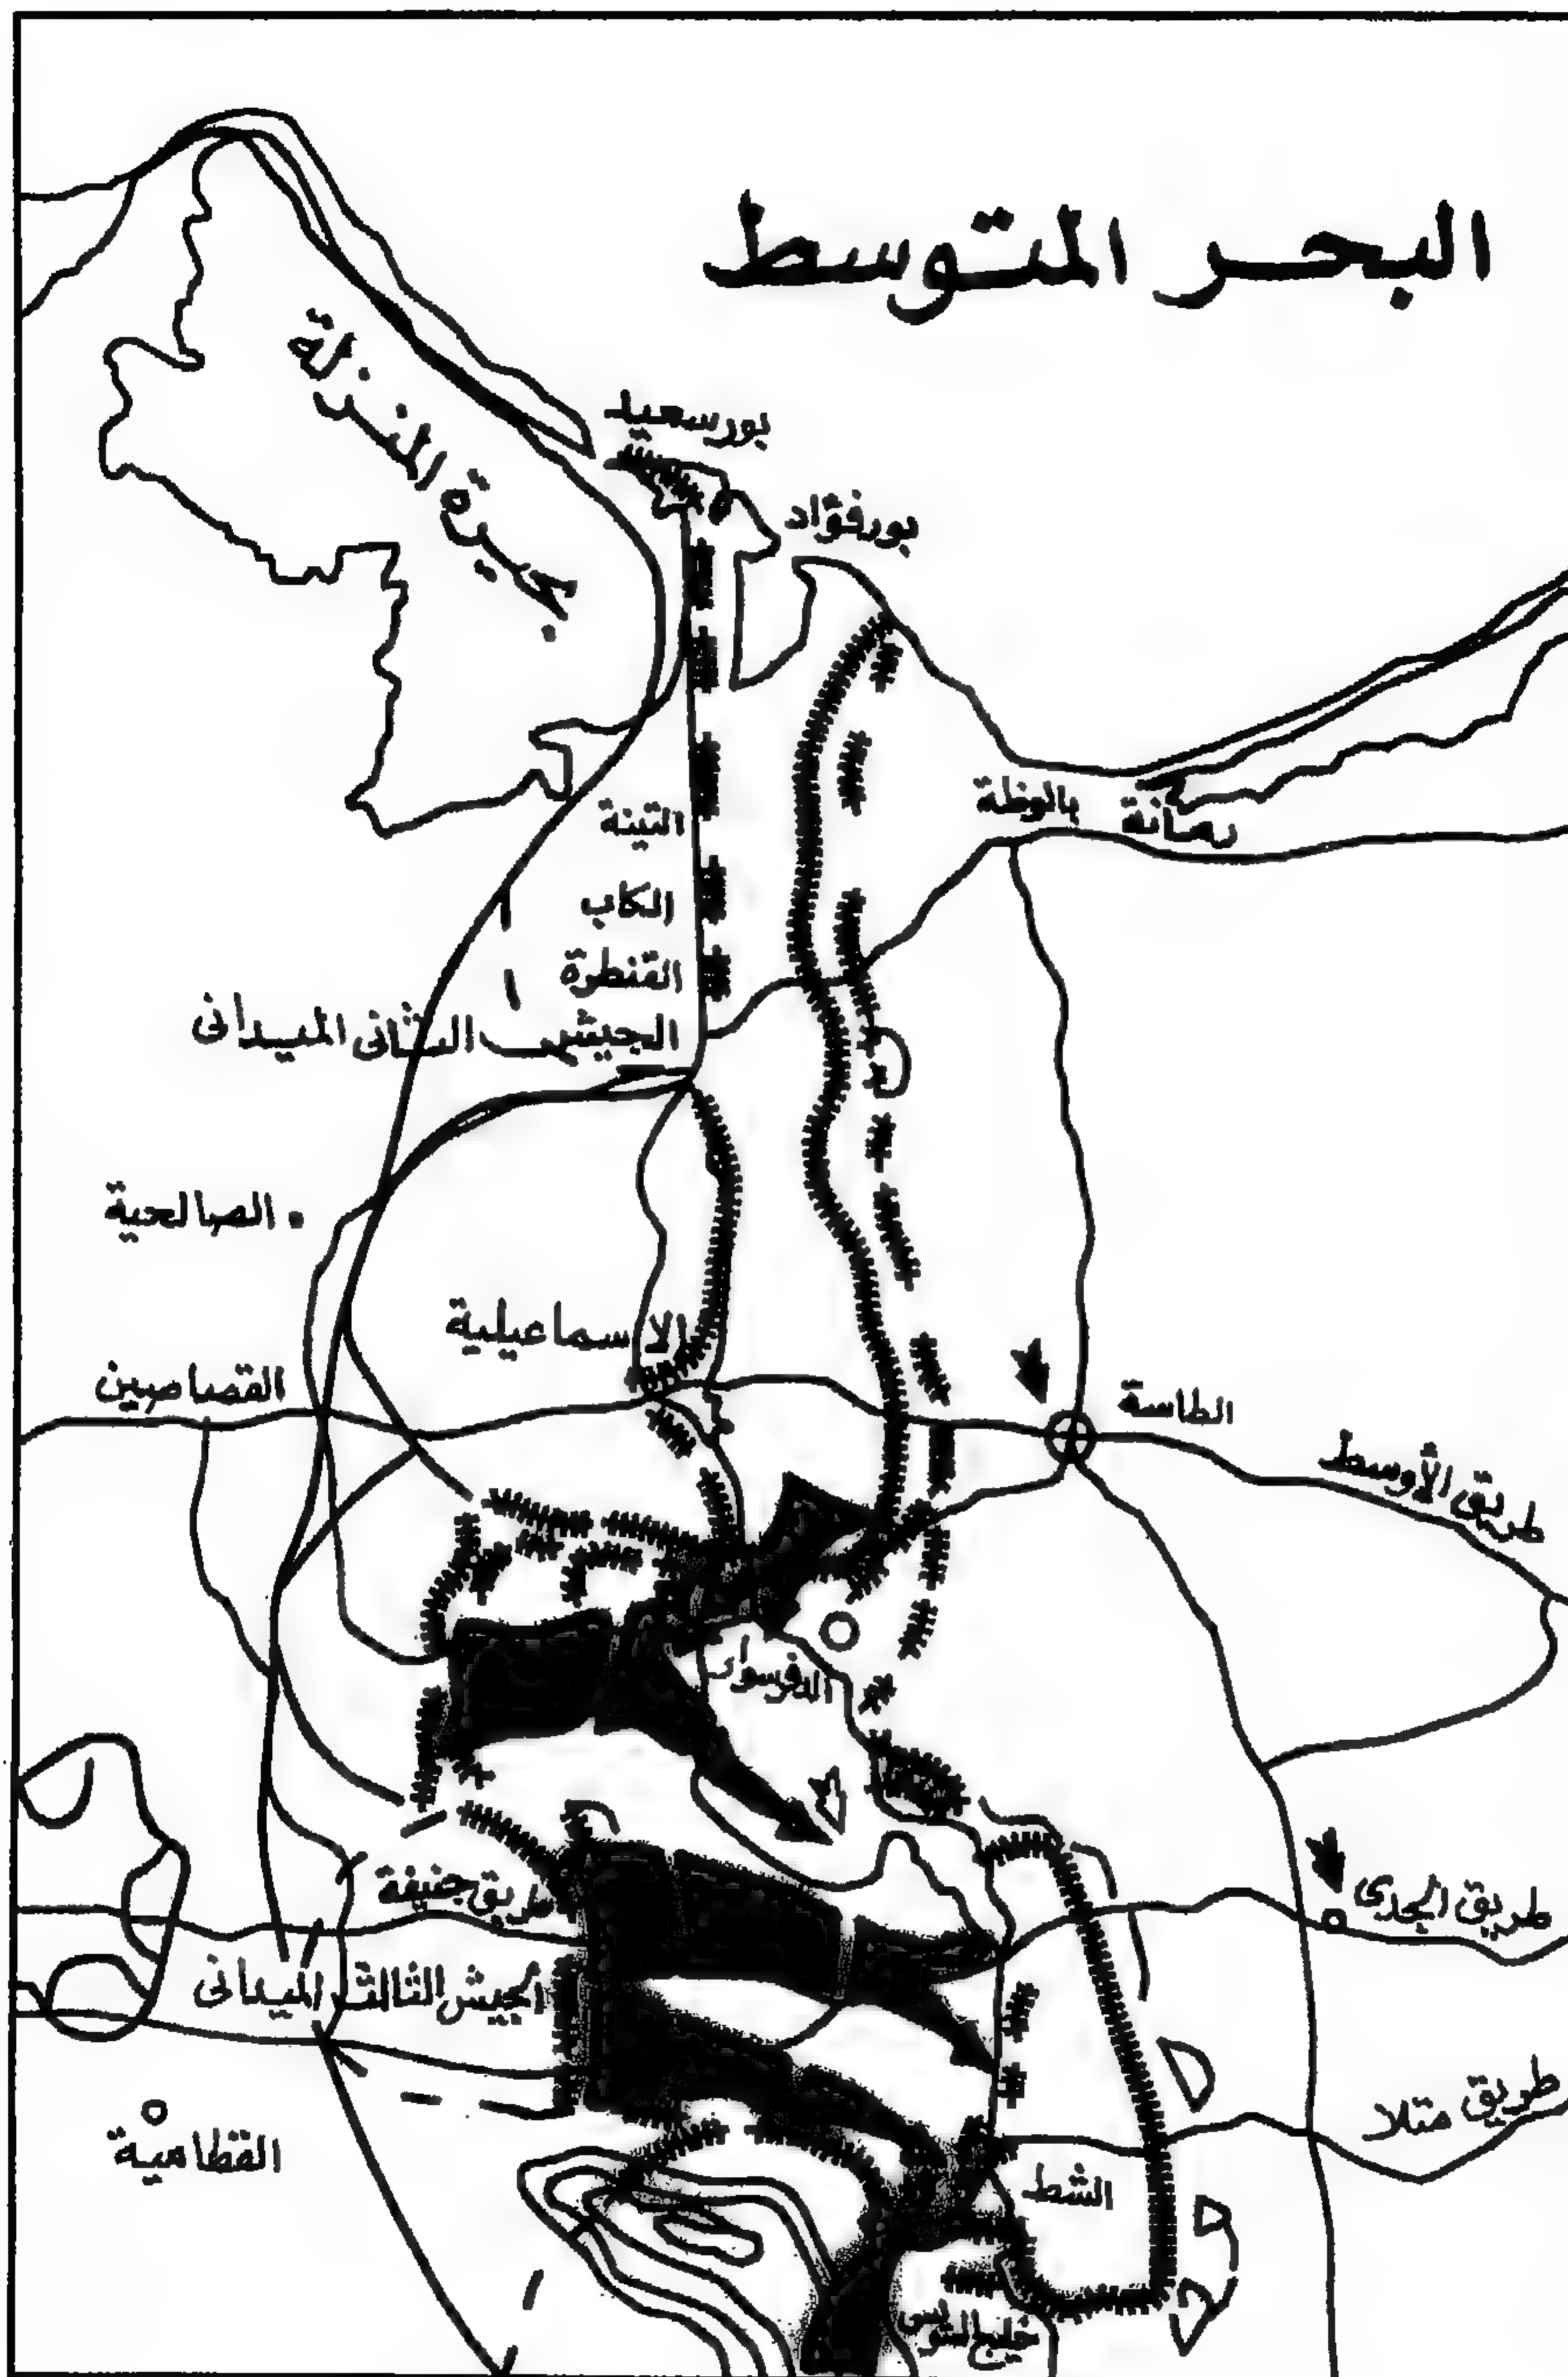 البحر المتوسط
بحيرة المنزلة
بورسعيد
بورفؤاد
بالوظة
رمانة
التينة
الكاب
القنطرة
الجيش الثانى الميدانى
الصالحية
الاسماعيلية
القصاصين
الطاسة
طريق الأوسط
الدفرسوار
طريق جنيفة
طريق الجدى
الجيش الثالث الميدانى
طريق متلا
القطامية
الشط
خليج السويس